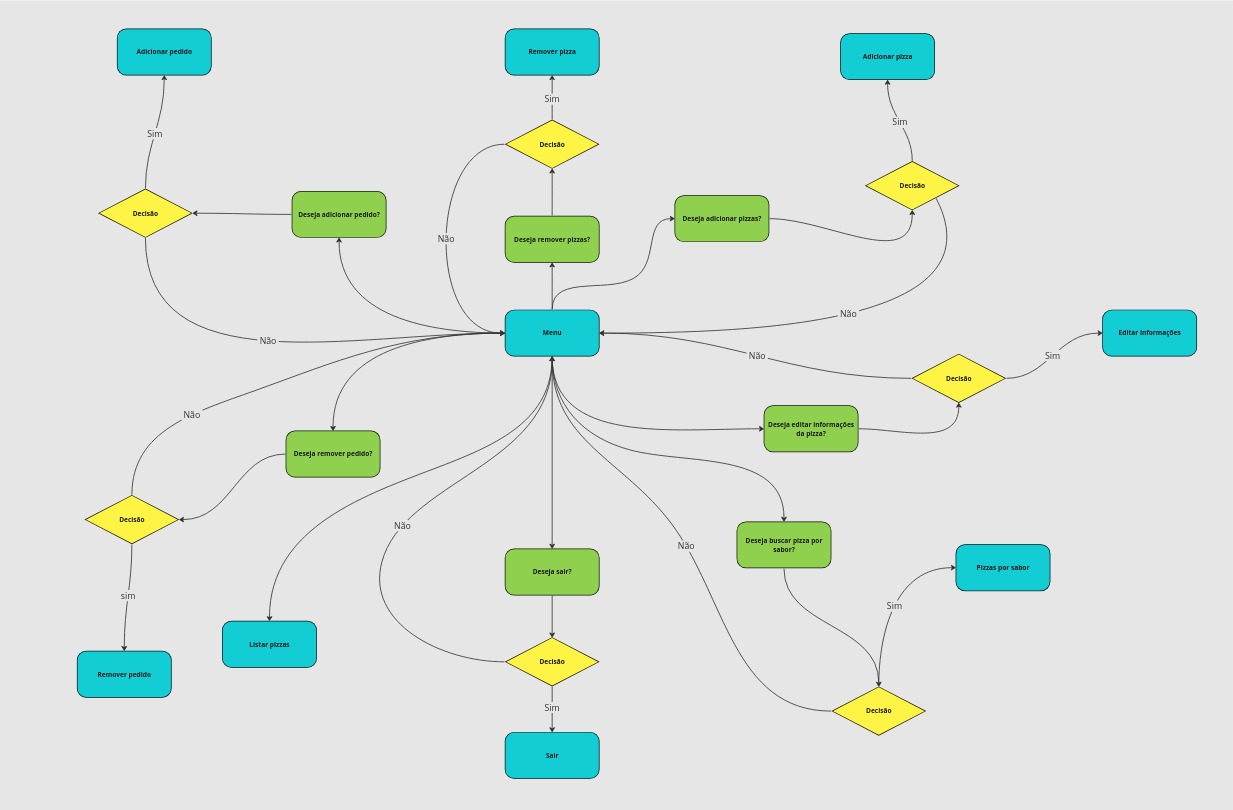 Adicionar pedido
Remover pizza
Adicionar pizza
Sim
Sim
Sim
Decisão
Decisão
Decisão
Deseja adicionar pedido?
Deseja adicionar pizzas?
Deseja remover pizzas?
Não
Não
Menu
Editar informações
Não
Não
Sim
Decisão
Não
Deseja editar informações
da pizza?
Deseja remover pedido?
Decisão
Não
Não
Deseja buscar pizza por
sabor?
Deseja sair?
Pizzas por sabor
sim
Sim
Listar pizzas
Decisão
Remover pedido
Sim
Decisão
Sair